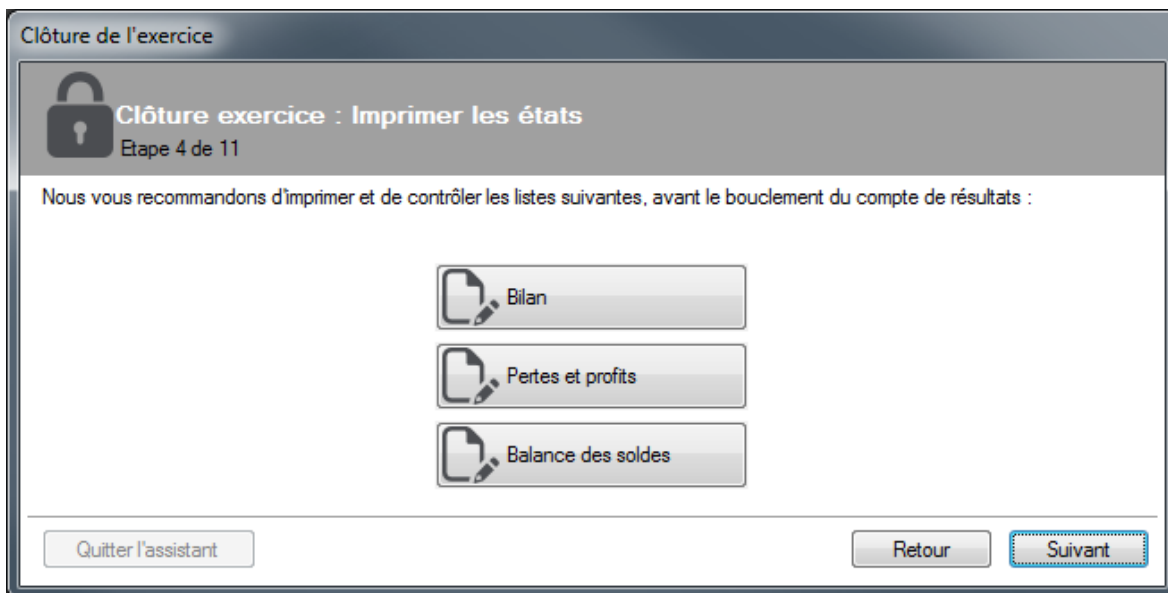 Clôture de l'exercice
Clôture exercice : Imprimer les états
Etape 4 de 11
Nous vous recommandons d'imprimer et de contrôler les listes suivantes, avant le bouclement du compte de résultats :
Bilan
Pertes et profits
Balance des soldes
Quitter l'assistant
Retour
Suivant